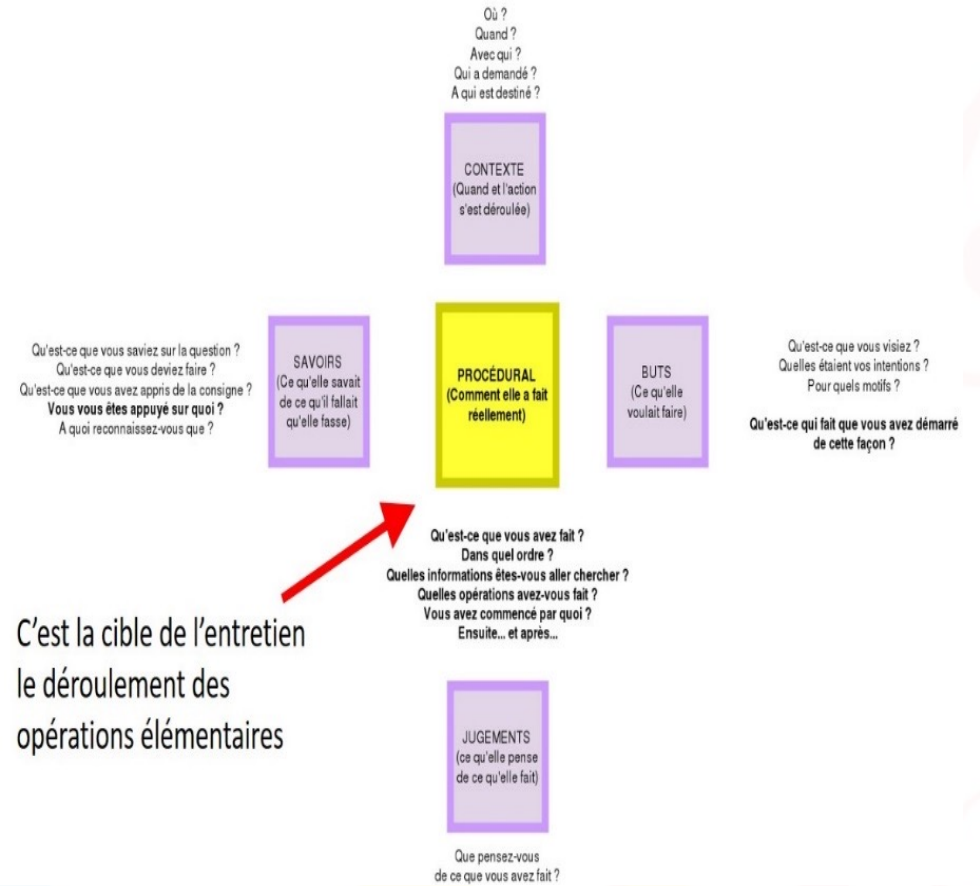 Où ?
Quand ?
Avec qui ?
Qui a demandé ?
A qui est destiné ?
CONTEXTE
(Quand et l'action
s'est déroulée)
Qu'est-ce que vous saviez sur la question ?
Qu'est-ce que vous deviez faire ?
Qu'est-ce que vous avez appris de la consigne ?
Vous vous êtes appuyé sur quoi ?
A quoi reconnaissez-vous que ?
SAVOIRS
(Ce qu'elle savait
de ce qu'il fallait
qu'elle fasse)
PROCÉDURAL
(Comment elle a fait
réellement)
BUTS
(Ce qu'elle
voulait faire)
Qu'est-ce que vous visiez ?
Quelles étaient vos intentions ?
Pour quels motifs ?
Qu'est-ce qui fait que vous avez démarré
de cette façon ?
Qu'est-ce que vous avez fait ?
Dans quel ordre ?
Quelles informations êtes-vous aller chercher ?
Quelles opérations avez-vous fait ?
Vous avez commencé par quoi ?
Ensuite... et après...
C'est la cible de l'entretien
le déroulement des
opérations élémentaires
JUGEMENTS
(ce qu'elle pense
de ce qu'elle fait)
Que pensez-vous
de ce que vous avez fait ?